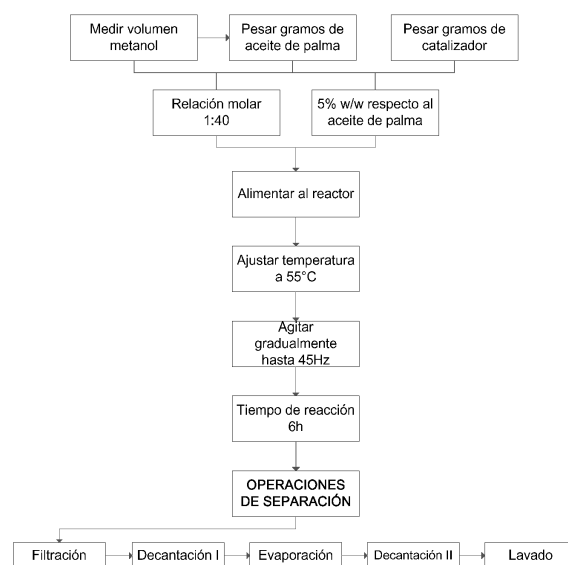 Medir volumen
metanol
Pesar gramos de
aceite de palma
Pesar gramos de
catalizador
Relación molar
1:40
5% w/w respecto al
aceite de palma
Alimentar al reactor
Ajustar temperatura
a 55°C
Agitar
gradualmente
hasta 45Hz
Tiempo de reacción
6h
OPERACIONES
DE SEPARACIÓN
Filtración
Decantación I
Evaporación
Decantación II
Lavado